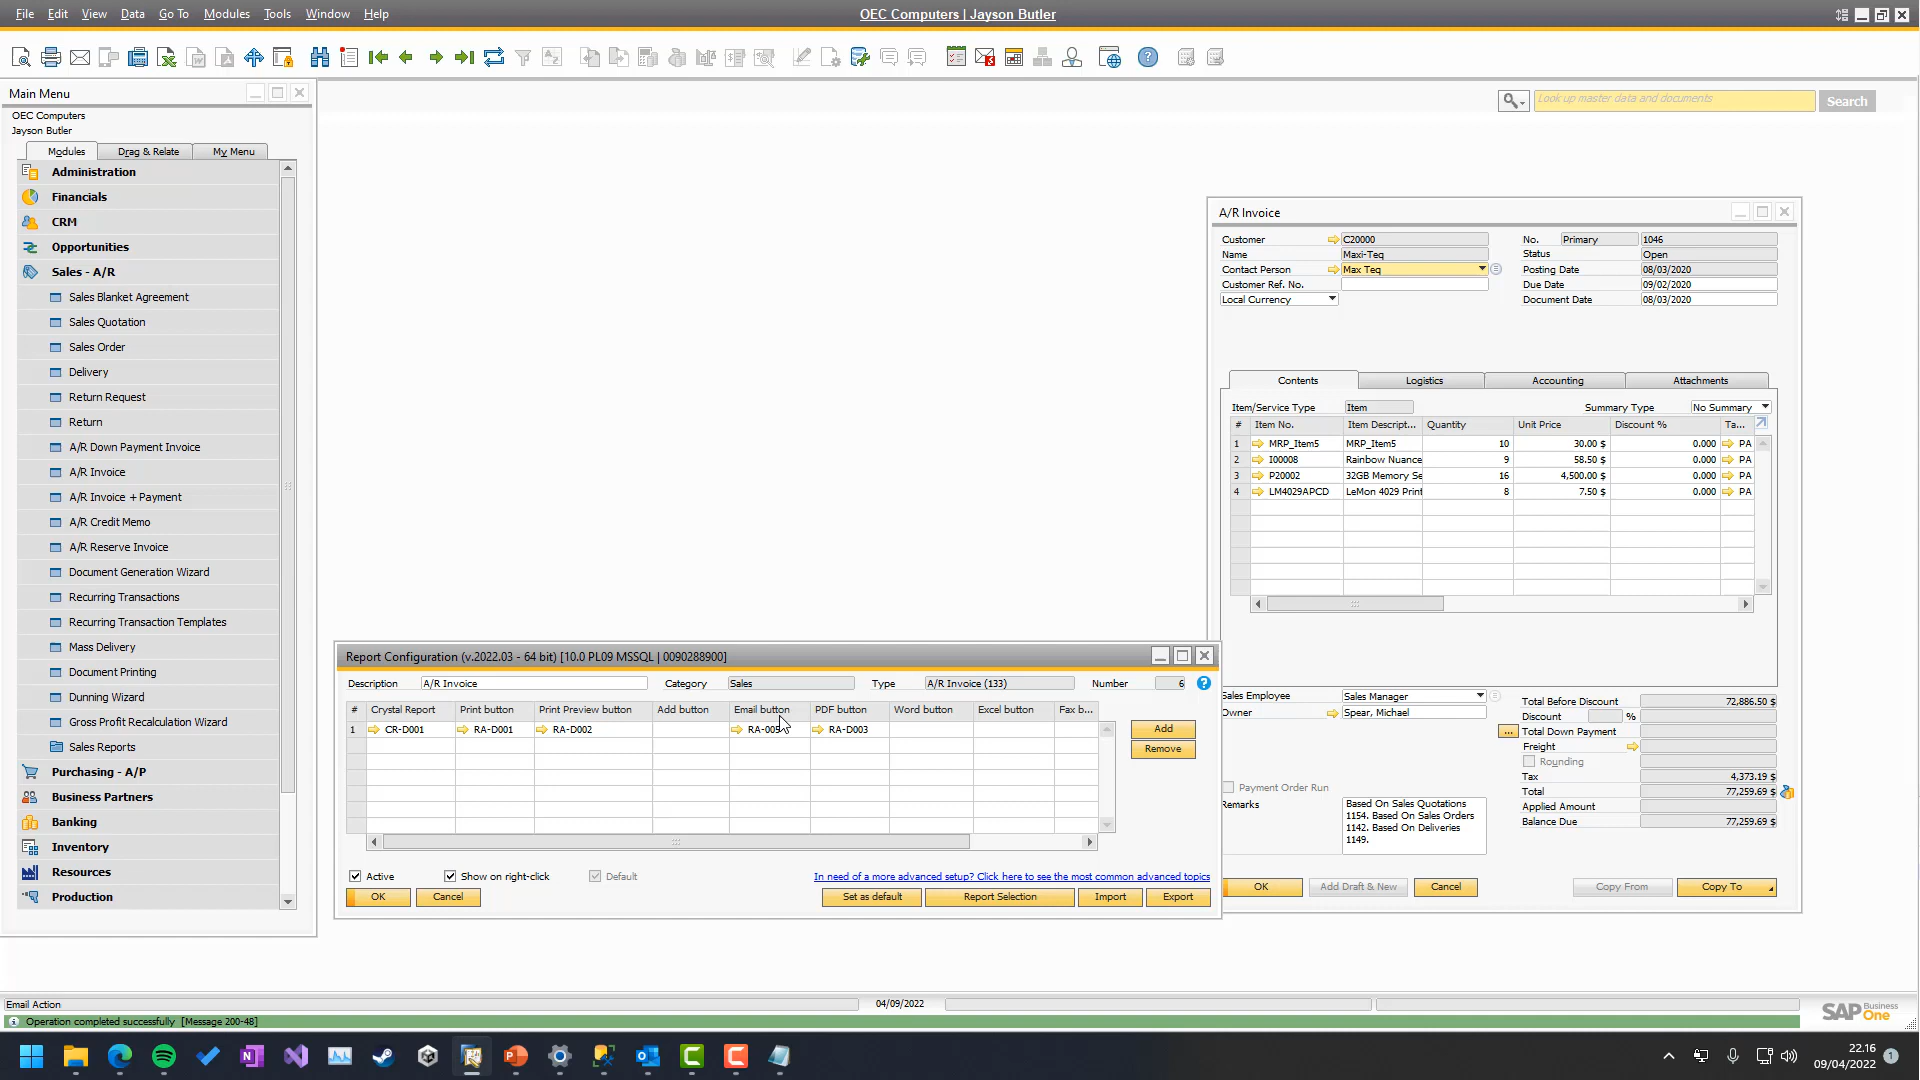 File Edit View Data Go To Modules Tools Window Help
OEC Computers | Jayson Butler
Look up master data and documents
Search
Main Menu
OEC Computers
Jayson Butler
Modules Drag & Relate My Menu
Administration
Financials
CRM
Opportunities
Sales - A/R
Sales Blanket Agreement
Sales Quotation
Sales Order
Delivery
Return Request
Return
A/R Down Payment Invoice
A/R Invoice
A/R Invoice + Payment
A/R Credit Memo
A/R Reserve Invoice
Document Generation Wizard
Recurring Transactions
Recurring Transaction Templates
Mass Delivery
Document Printing
Dunning Wizard
Gross Profit Recalculation Wizard
Sales Reports
Purchasing - A/P
Business Partners
Banking
Inventory
Resources
Production
A/R Invoice
Customer C20000 No. Primary 1046
Name Maxi-Teq Status Open
Contact Person Max Teq Posting Date 08/03/2020
Customer Ref. No. Due Date 09/02/2020
Local Currency Document Date 08/03/2020
Contents Logistics Accounting Attachments
Item/Service Type Item Summary Type No Summary
# Item No. Item Descript... Quantity Unit Price Discount % Ta...
1 MRP_Item5 MRP_Item5 10 30.00 $ 0.000 PA
2 I00008 Rainbow Nuance 9 58.50 $ 0.000 PA
3 P20002 32GB Memory Se 16 4,500.00 $ 0.000 PA
4 LM4029APCD LeMon 4029 Print 8 7.50 $ 0.000 PA
Sales Employee Sales Manager
Owner Spear, Michael
Total Before Discount 72,886.50 $
Discount %
... Total Down Payment
Freight
Rounding
Tax 4,373.19 $
Total 77,259.69 $
Applied Amount
Balance Due 77,259.69 $
Payment Order Run
Remarks
Based On Sales Quotations
1154. Based On Sales Orders
1142. Based On Deliveries
1149.
OK Add Draft & New Cancel Copy From Copy To
Report Configuration (v.2022.03 - 64 bit) [10.0 PL09 MSSQL | 0090288900]
Description A/R Invoice Category Sales Type A/R Invoice (133) Number 6
# Crystal Report Print button Print Preview button Add button Email button PDF button Word button Excel button Fax b...
1 CR-D001 RA-D001 RA-D002 RA-005 RA-D003
Add
Remove
Active Show on right-click Default
In need of a more advanced setup? Click here to see the most common advanced topics
OK Cancel Set as default Report Selection Import Export
Email Action 04/09/2022
Operation completed successfully [Message 200-48]
SAP Business One
22.16
09/04/2022
1